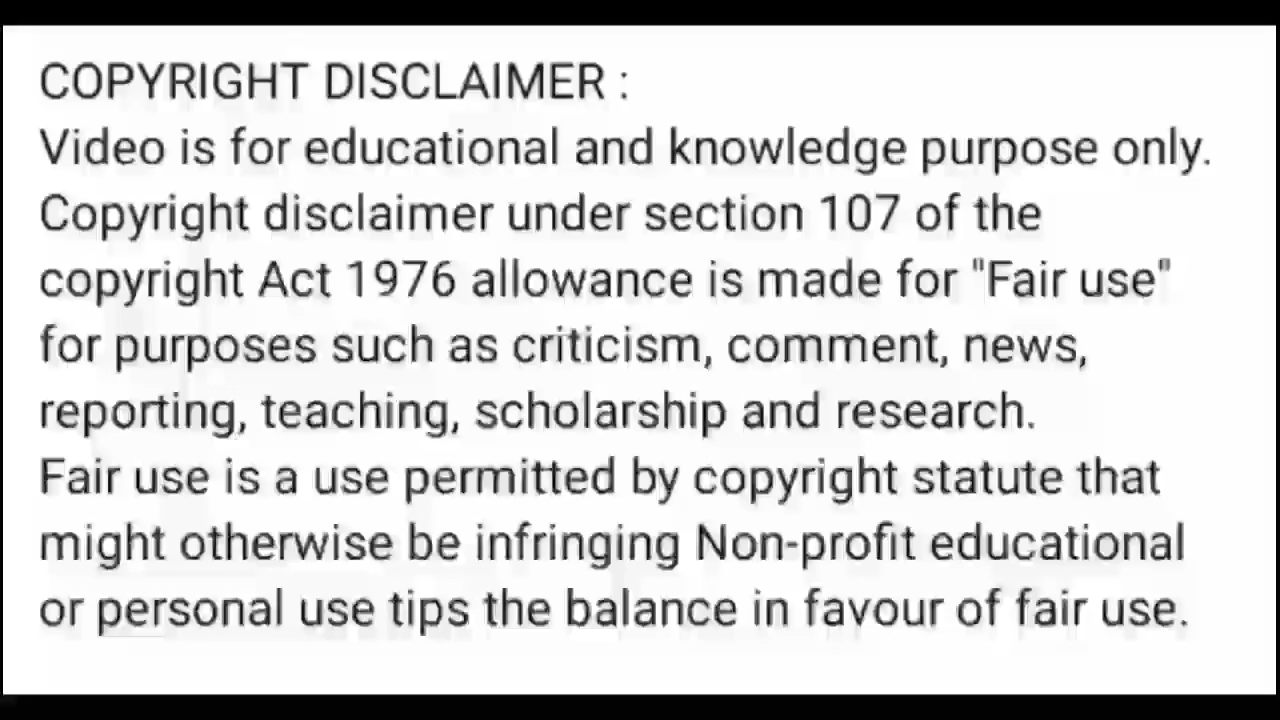 COPYRIGHT DISCLAIMER :
Video is for educational and knowledge purpose only.
Copyright disclaimer under section 107 of the
copyright Act 1976 allowance is made for "Fair use"
for purposes such as criticism, comment, news,
reporting, teaching, scholarship and research.
Fair use is a use permitted by copyright statute that
might otherwise be infringing Non-profit educational
or personal use tips the balance in favour of fair use.